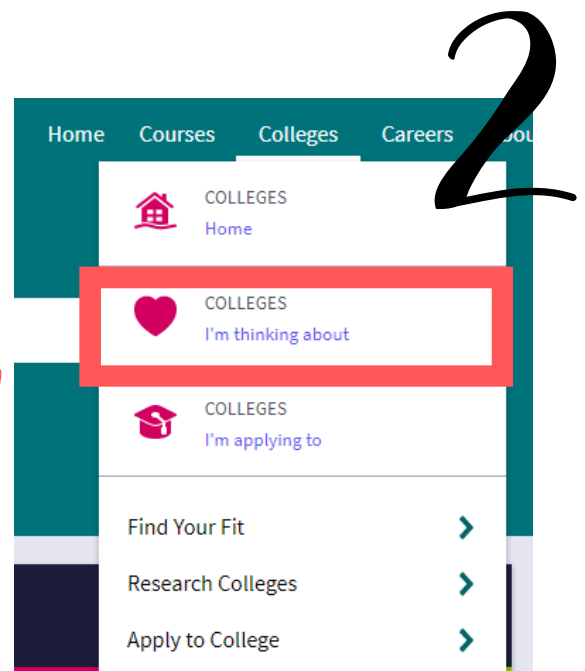 2
Home Courses Colleges Careers
COLLEGES
Home
COLLEGES
I'm thinking about
COLLEGES
I'm applying to
Find Your Fit
Research Colleges
Apply to College